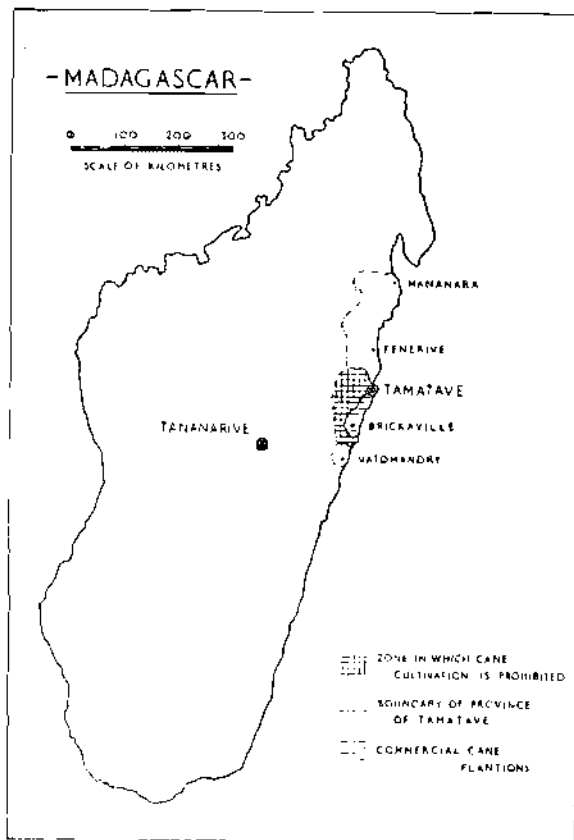 -MADAGASCAR-
0 100 200 300
SCALE OF KILOMETRES
MANANARA
FENERIVE
TAMATAVE
TANANARIVE
BRICKAVILLE
VATOMANDRY
ZONE IN WHICH CANE
CULTIVATION IS PROHIBITED
BOUNDARY OF PROVINCE
OF TAMATAVE
COMMERCIAL CANE
PLANTIONS